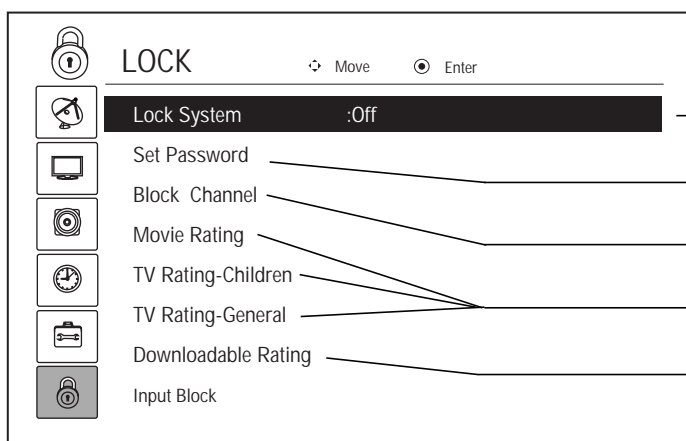 LOCK Move Enter
Lock System :Off
Set Password
Block Channel
Movie Rating
TV Rating-Children
TV Rating-General
Downloadable Rating
Input Block